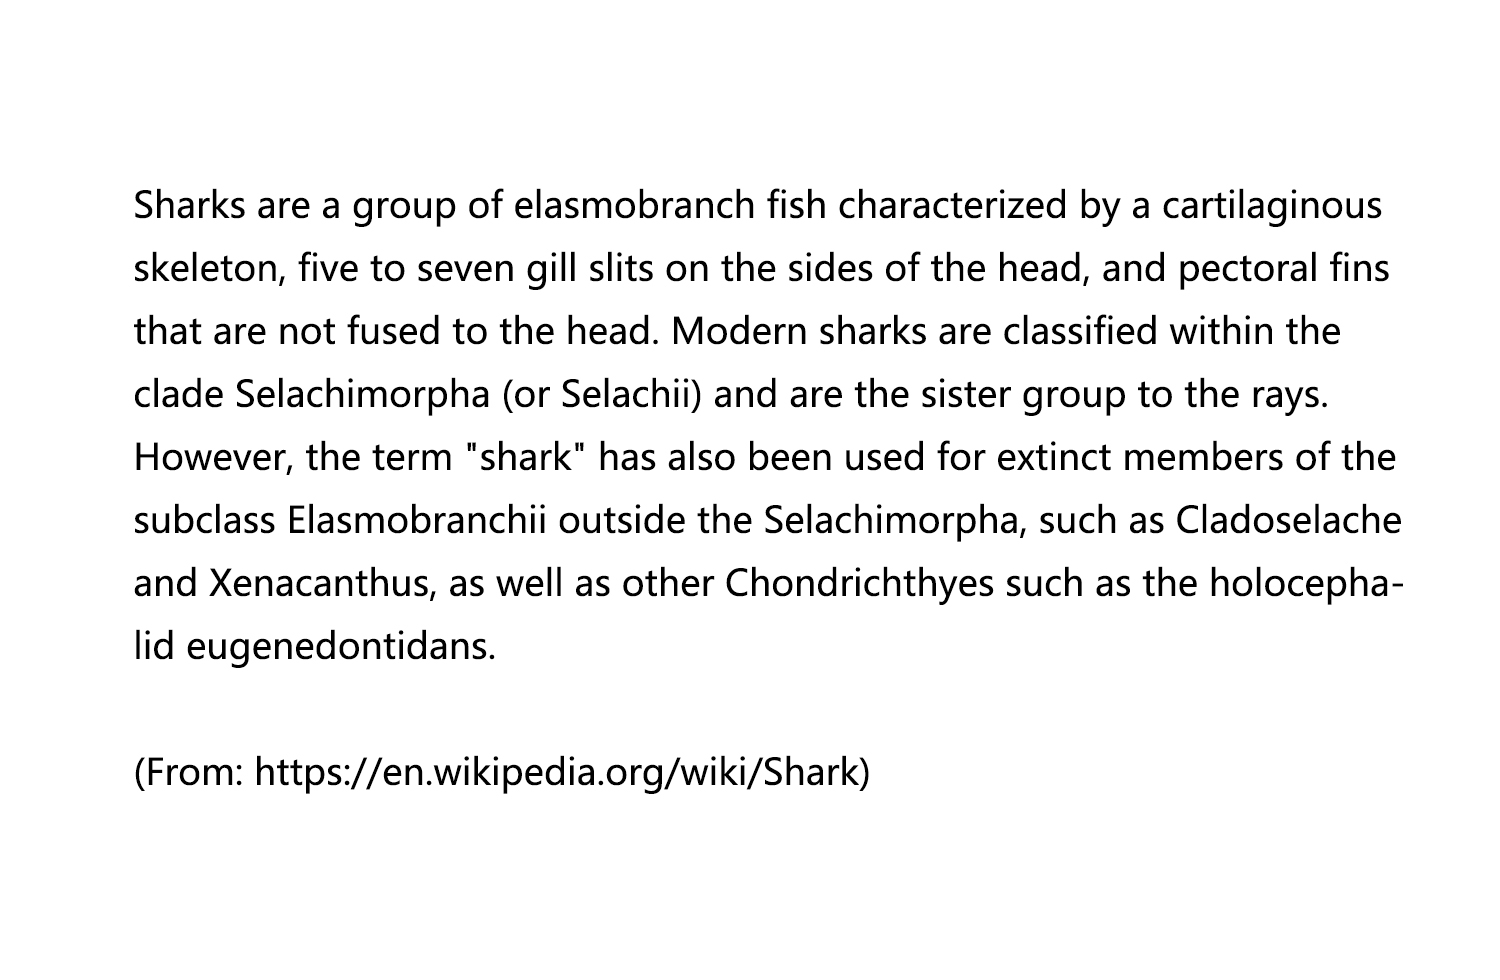 Sharks are a group of elasmobranch fish characterized by a cartilaginous
skeleton, five to seven gill slits on the sides of the head, and pectoral fins
that are not fused to the head. Modern sharks are classified within the
clade Selachimorpha (or Selachii) and are the sister group to the rays.
However, the term "shark" has also been used for extinct members of the
subclass Elasmobranchii outside the Selachimorpha, such as Cladoselache
and Xenacanthus, as well as other Chondrichthyes such as the holocepha-
lid eugenedontidans.
(From: https://en.wikipedia.org/wiki/Shark)